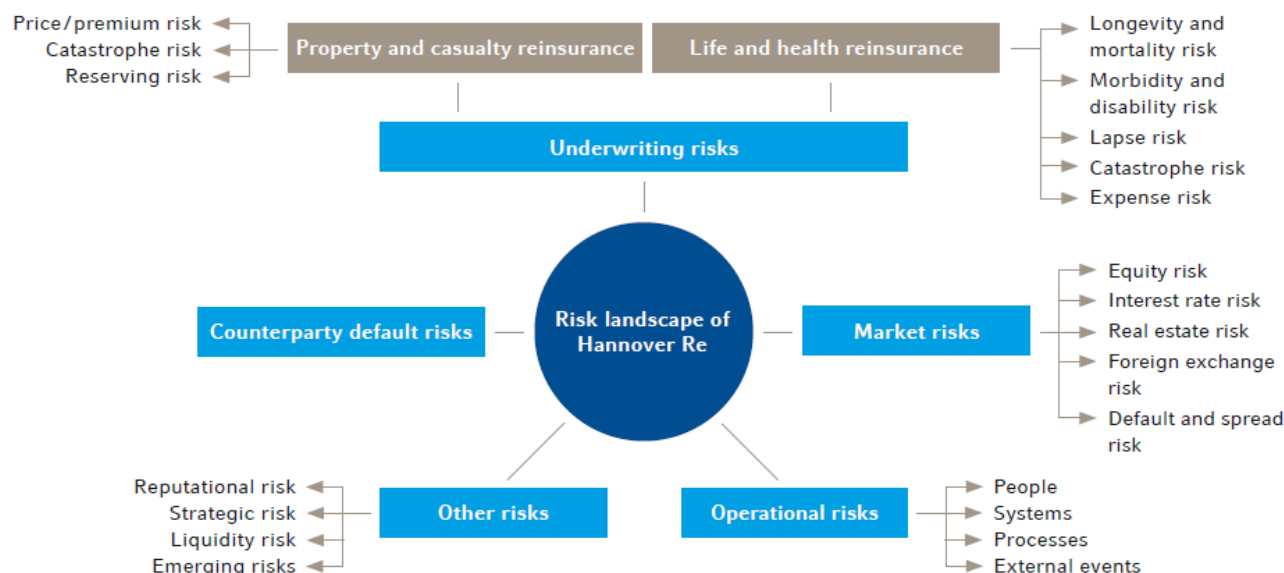 Price/premium risk
Catastrophe risk
Reserving risk
Property and casualty reinsurance
Life and health reinsurance
Longevity and
mortality risk
Morbidity and
disability risk
Lapse risk
Catastrophe risk
Expense risk
Underwriting risks
Counterparty default risks
Risk landscape of
Hannover Re
Market risks
Equity risk
Interest rate risk
Real estate risk
Foreign exchange
risk
Default and spread
risk
Reputational risk
Strategic risk
Liquidity risk
Emerging risks
Other risks
Operational risks
People
Systems
Processes
External events